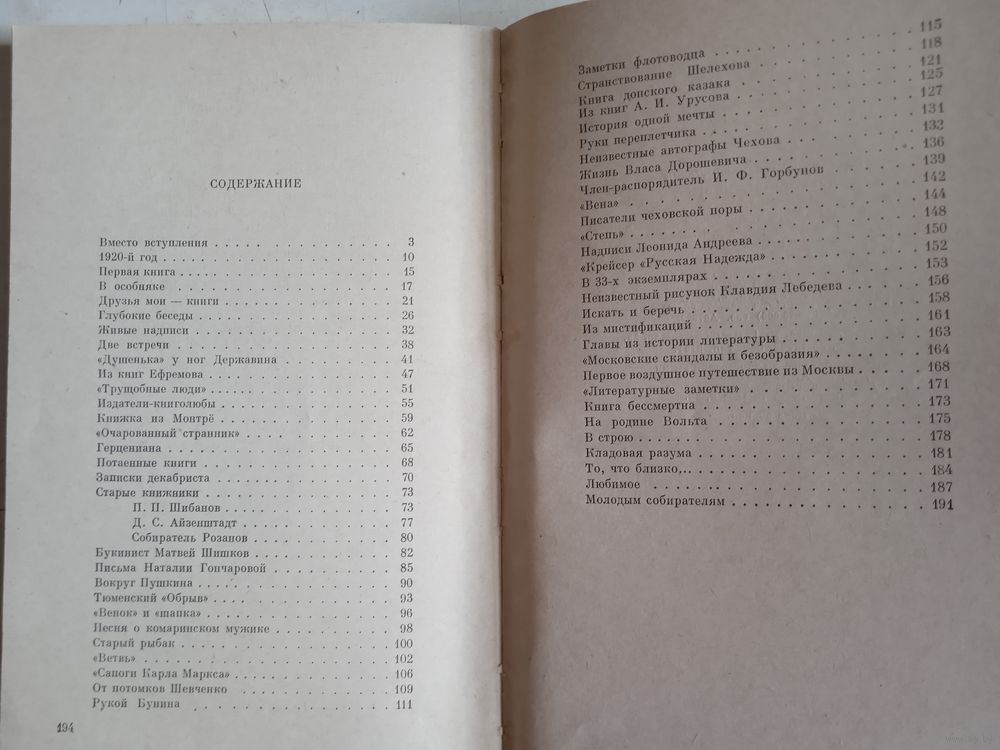 СОДЕРЖАНИЕ
Вместо вступления . . . . . . . . . . . . . 3
1920-й год . . . . . . . . . . . . . 10
Первая книга . . . . . . . . . . . . . 15
В особняке . . . . . . . . . . . . . 17
Друзья мои — книги . . . . . . . . . . . . . 21
Глубокие беседы . . . . . . . . . . . . . 26
Живые надписи . . . . . . . . . . . . . 32
Две встречи . . . . . . . . . . . . . 38
«Душенька» у ног Державина . . . . . . . . 41
Из книг Ефремова . . . . . . . . . . . . . 47
«Трущобные люди» . . . . . . . . . . . . . 51
Издатели-книголюбы . . . . . . . . . . . . . 55
Книжка из Монтрё . . . . . . . . . . . . . 59
«Очарованный странник» . . . . . . . . . . 62
Герцениана . . . . . . . . . . . . . 65
Потаенные книги . . . . . . . . . . . . . 68
Записки декабриста . . . . . . . . . . . . . 70
Старые книжники . . . . . . . . . . . . . 73
П. П. Шибанов . . . . . . . . . . . . . 73
Д. С. Айзенштадт . . . . . . . . . . . 77
Собиратель Розанов . . . . . . . . . . 80
Букинист Матвей Шишков . . . . . . . . . . 82
Письма Наталии Гончаровой . . . . . . . . . 85
Вокруг Пушкина . . . . . . . . . . . . . 90
Тюменский «Обрыв» . . . . . . . . . . . . . 93
«Венок» и «шапка» . . . . . . . . . . . . . 96
Песня о комаринском мужике . . . . . . . . 98
Старый рыбак . . . . . . . . . . . . . 100
«Ветвь» . . . . . . . . . . . . . 102
«Сапоги Карла Маркса» . . . . . . . . . . . 106
От потомков Шевченко . . . . . . . . . . 109
Рукой Бунина . . . . . . . . . . . . . 111
194
Заметки флотоводца . . . . . . . . . . . . . 115
Странствование Шелехова . . . . . . . . . . 118
Книга донского казака . . . . . . . . . . . 121
Из книг А. И. Урусова . . . . . . . . . . . 125
История одной мечты . . . . . . . . . . . . 127
Руки переплетчика . . . . . . . . . . . . . 131
Неизвестные автографы Чехова . . . . . . . . 132
Жизнь Власа Дорошевича . . . . . . . . . . 136
Член-распорядитель И. Ф. Горбунов . . . . . 139
«Вена» . . . . . . . . . . . . . 142
Писатели чеховской поры . . . . . . . . . . 144
«Степь» . . . . . . . . . . . . . 148
Надписи Леонида Андреева . . . . . . . . . . 150
«Крейсер «Русская Надежда» . . . . . . . . . 152
В 33-х экземплярах . . . . . . . . . . . . . 153
Неизвестный рисунок Клавдия Лебедева . . . . 156
Искать и беречь . . . . . . . . . . . . . 158
Из мистификаций . . . . . . . . . . . . . 161
Главы из истории литературы . . . . . . . . 163
«Московские скандалы и безобразия» . . . . . 164
Первое воздушное путешествие из Москвы . . . . 168
«Литературные заметки» . . . . . . . . . . . 171
Книга бессмертна . . . . . . . . . . . . . 173
На родине Вольта . . . . . . . . . . . . . 175
В строю . . . . . . . . . . . . . 178
Кладовая разума . . . . . . . . . . . . . 181
То, что близко... . . . . . . . . . . . . . 184
Любимое . . . . . . . . . . . . . 187
Молодым собирателям . . . . . . . . . . . . 191